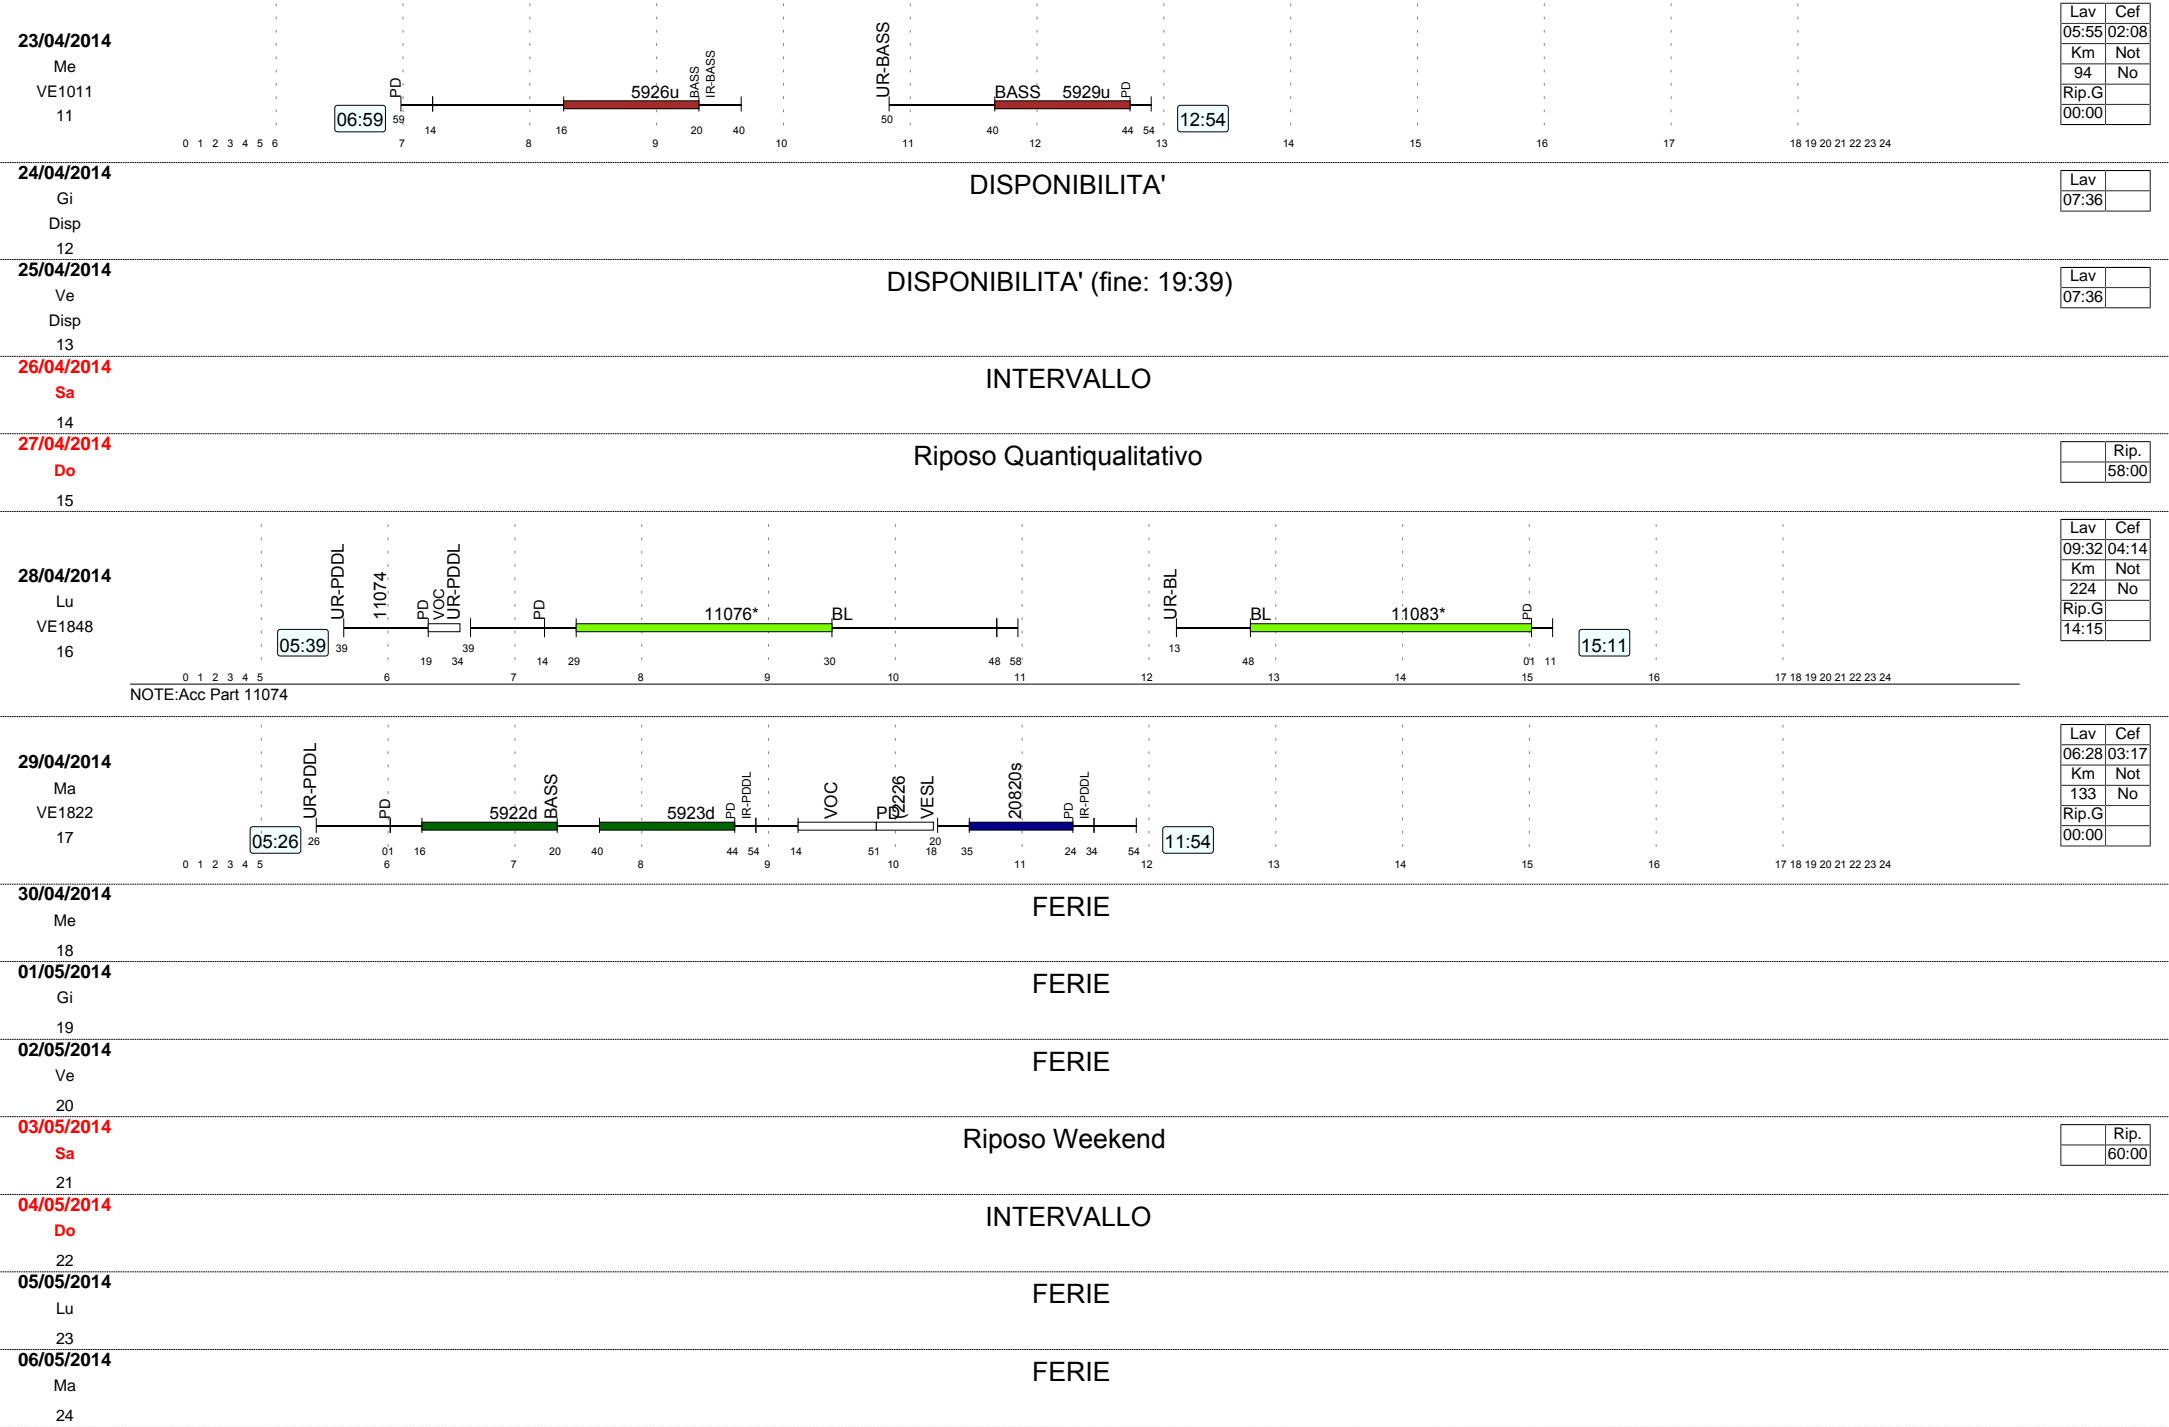 23/04/2014
Me
VE1011
11
06:59
PD
59
14
16
5926u
BASS
IR-BASS
20
40
UR-BASS
50
BASS
5929u
PD
40
44
54
12:54
0 1 2 3 4 5 6 7 8 9 10 11 12 13 14 15 16 17 18 19 20 21 22 23 24
Lav Cef
05:55 02:08
Km Not
94 No
Rip.G
00:00
24/04/2014
Gi
Disp
12
DISPONIBILITA'
Lav
07:36
25/04/2014
Ve
Disp
13
DISPONIBILITA' (fine: 19:39)
Lav
07:36
26/04/2014
Sa
14
INTERVALLO
27/04/2014
Do
15
Riposo Quantiqualitativo
Rip.
58:00
28/04/2014
Lu
VE1848
16
05:39
UR-PDDL
39
11074
PD
VOC
UR-PDDL
19
34
39
PD
14
29
11076*
BL
30
48
58
UR-BL
13
BL
11083*
PD
48
01
11
15:11
0 1 2 3 4 5 6 7 8 9 10 11 12 13 14 15 16 17 18 19 20 21 22 23 24
NOTE:Acc Part 11074
Lav Cef
09:32 04:14
Km Not
224 No
Rip.G
14:15
29/04/2014
Ma
VE1822
17
05:26
UR-PDDL
26
PD
01
16
5922d
BASS
20
40
5923d
PD
IR-PDDL
44
54
14
VOC
51
PD
(2226
VESL
18
20
35
20820s
PD
IR-PDDL
24
34
54
11:54
0 1 2 3 4 5 6 7 8 9 10 11 12 13 14 15 16 17 18 19 20 21 22 23 24
Lav Cef
06:28 03:17
Km Not
133 No
Rip.G
00:00
30/04/2014
Me
18
FERIE
01/05/2014
Gi
19
FERIE
02/05/2014
Ve
20
FERIE
03/05/2014
Sa
21
Riposo Weekend
Rip.
60:00
04/05/2014
Do
22
INTERVALLO
05/05/2014
Lu
23
FERIE
06/05/2014
Ma
24
FERIE